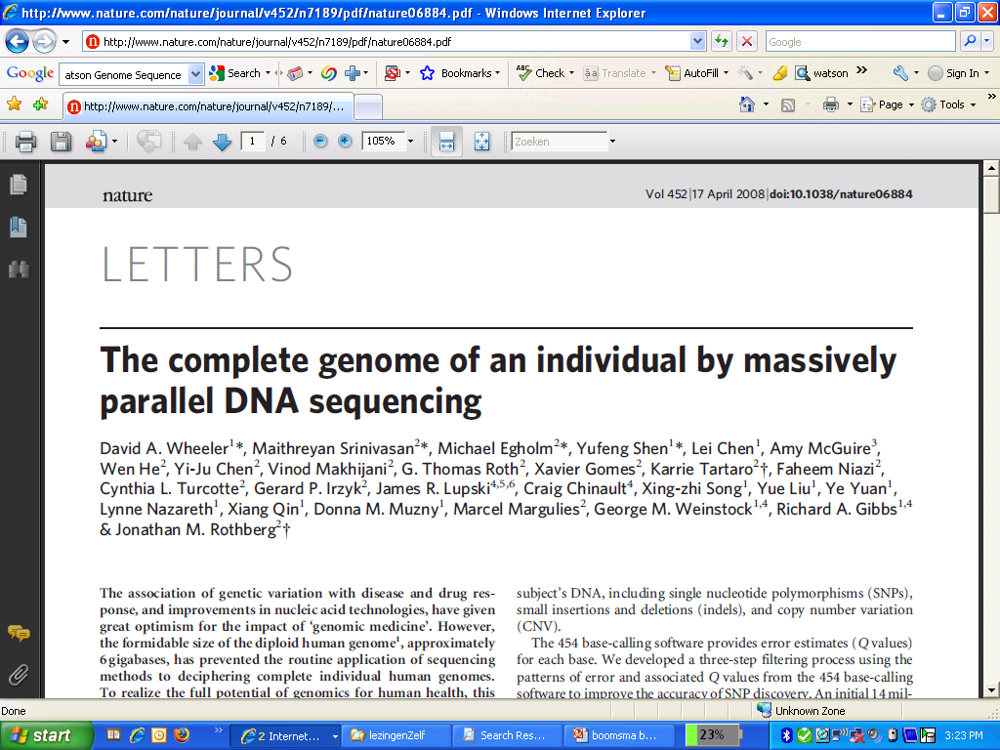 http://www.nature.com/nature/journal/v452/n7189/pdf/nature06884.pdf - Windows Internet Explorer
http://www.nature.com/nature/journal/v452/n7189/pdf/nature06884.pdf
Google
Google
atson Genome Sequence
Search
Bookmarks
ABC Check
Translate
AutoFill
watson
Sign In
http://www.nature.com/nature/journal/v452/n7189/...
Page
Tools
1 / 6
105%
Zoeken
nature
Vol 452|17 April 2008|doi:10.1038/nature06884
LETTERS
The complete genome of an individual by massively
parallel DNA sequencing
David A. Wheeler1*, Maithreyan Srinivasan2*, Michael Egholm2*, Yufeng Shen1*, Lei Chen1, Amy McGuire3,
Wen He2, Yi-Ju Chen2, Vinod Makhijani2, G. Thomas Roth2, Xavier Gomes2, Karrie Tartaro2†, Faheem Niazi2,
Cynthia L. Turcotte2, Gerard P. Irzyk2, James R. Lupski4,5,6, Craig Chinault4, Xing-zhi Song1, Yue Liu1, Ye Yuan1,
Lynne Nazareth1, Xiang Qin1, Donna M. Muzny1, Marcel Margulies2, George M. Weinstock1,4, Richard A. Gibbs1,4
& Jonathan M. Rothberg2†
The association of genetic variation with disease and drug res-
ponse, and improvements in nucleic acid technologies, have given
great optimism for the impact of ‘genomic medicine’. However,
the formidable size of the diploid human genome1, approximately
6 gigabases, has prevented the routine application of sequencing
methods to deciphering complete individual human genomes.
To realize the full potential of genomics for human health, this
subject’s DNA, including single nucleotide polymorphisms (SNPs),
small insertions and deletions (indels), and copy number variation
(CNV).
The 454 base-calling software provides error estimates (Q values)
for each base. We developed a three-step filtering process using the
patterns of error and associated Q values from the 454 base-calling
software to improve the accuracy of SNP discovery. An initial 14 mil-
Done
Unknown Zone
start
2 Internet...
lezingenZelf
Search Res...
boomsma b...
23%
3:23 PM